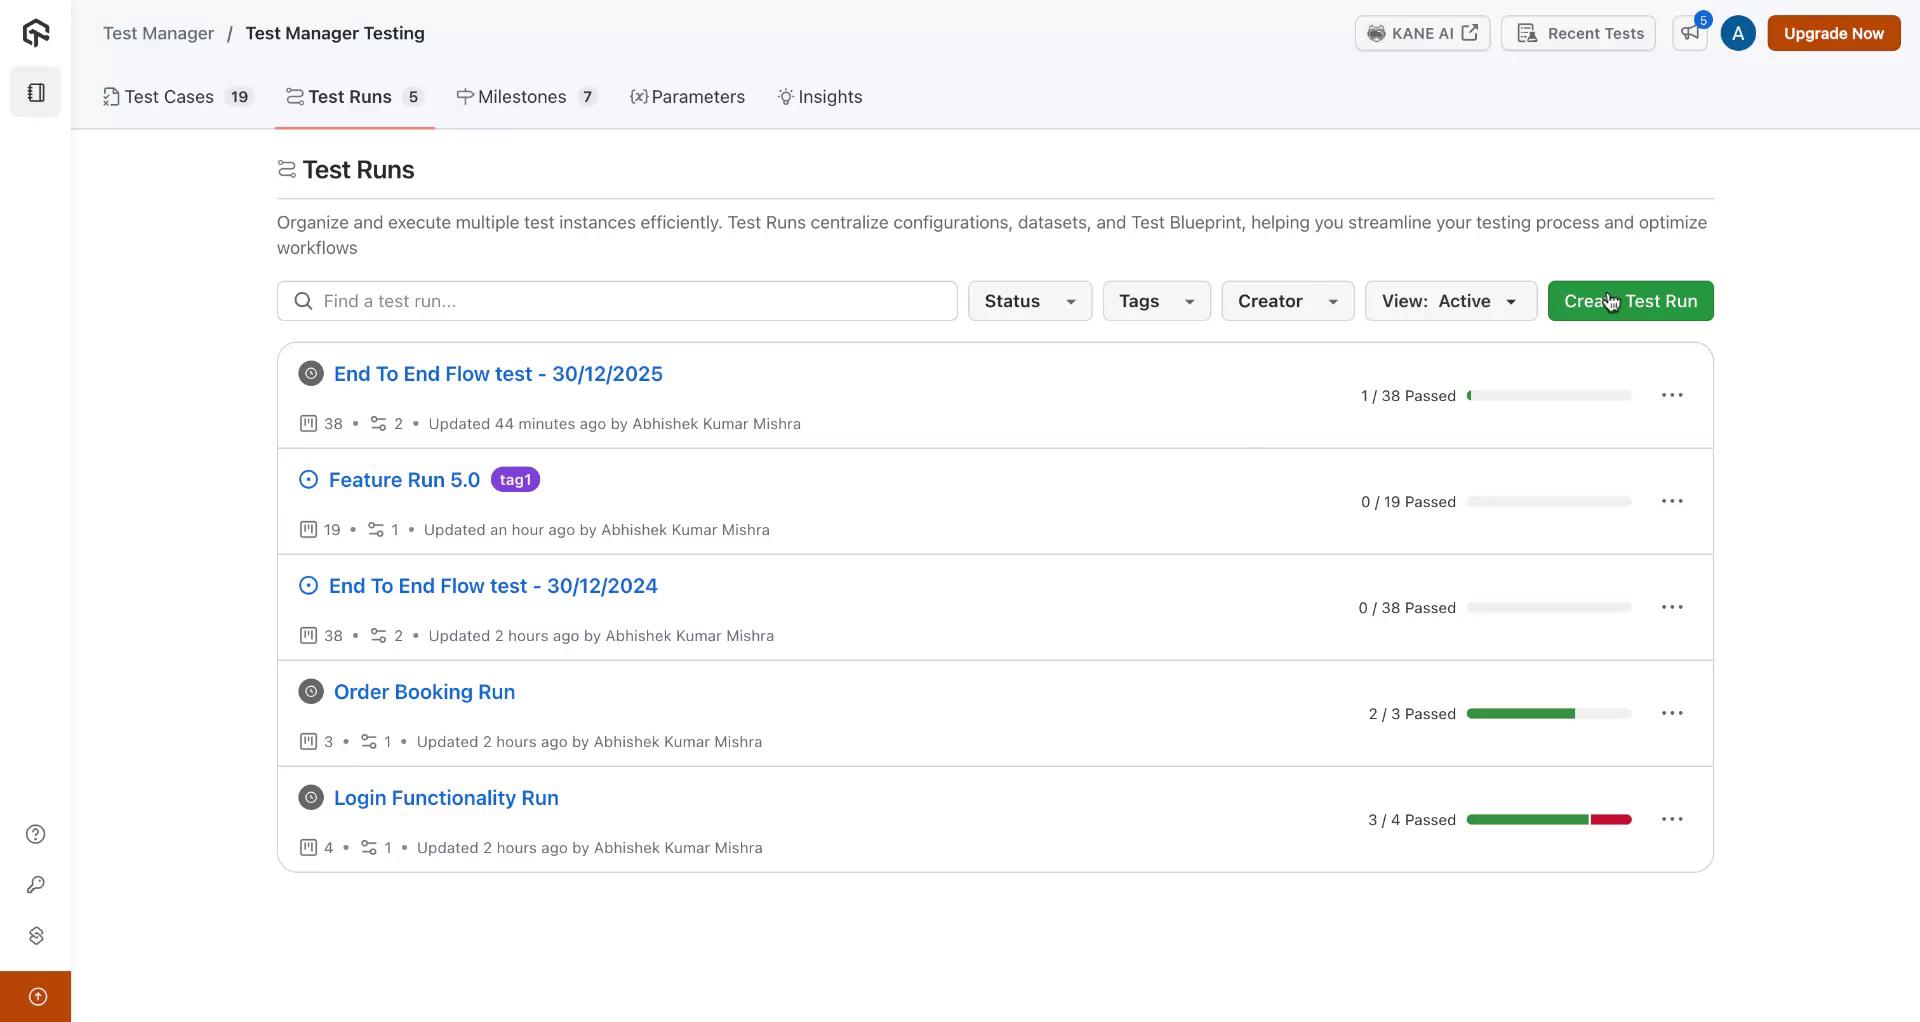 Test Manager / Test Manager Testing
KANE AI
Recent Tests
5
A
Upgrade Now
Test Cases 19
Test Runs 5
Milestones 7
Parameters
Insights
Test Runs
Organize and execute multiple test instances efficiently. Test Runs centralize configurations, datasets, and Test Blueprint, helping you streamline your testing process and optimize
workflows
Find a test run...
Status
Tags
Creator
View: Active
Test Run
End To End Flow test - 30/12/2025
1 / 38 Passed
38 • 2 • Updated 44 minutes ago by Abhishek Kumar Mishra
Feature Run 5.0 tag1
0 / 19 Passed
19 • 1 • Updated an hour ago by Abhishek Kumar Mishra
End To End Flow test - 30/12/2024
0 / 38 Passed
38 • 2 • Updated 2 hours ago by Abhishek Kumar Mishra
Order Booking Run
2 / 3 Passed
3 • 1 • Updated 2 hours ago by Abhishek Kumar Mishra
Login Functionality Run
3 / 4 Passed
4 • 1 • Updated 2 hours ago by Abhishek Kumar Mishra